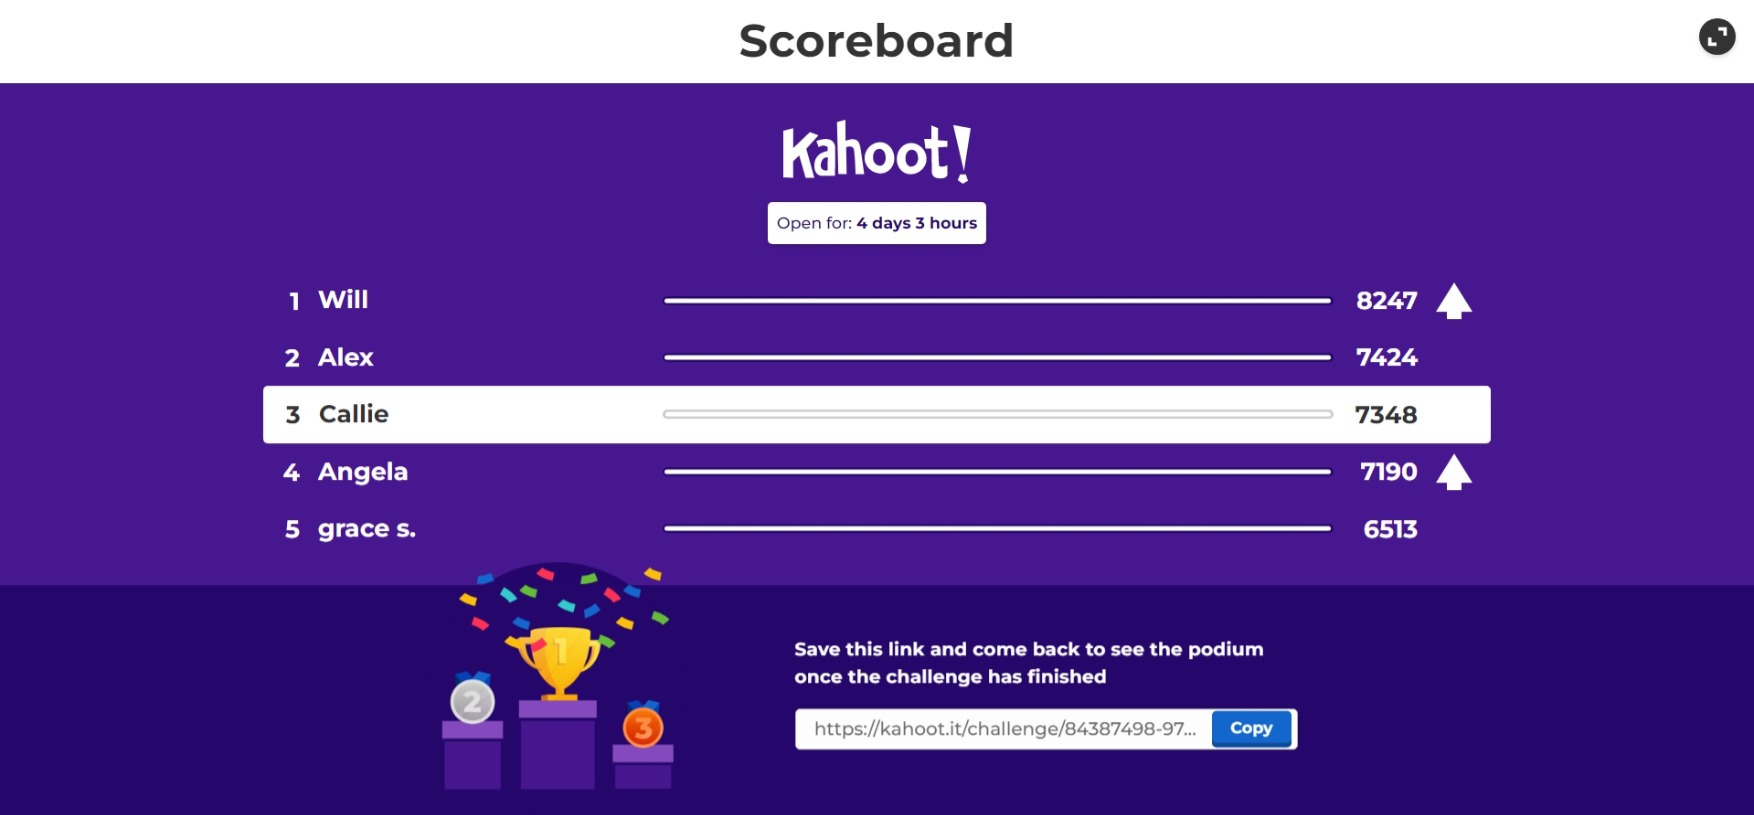 Scoreboard
Kahoot!
Open for: 4 days 3 hours
1 Will 8247
2 Alex 7424
3 Callie 7348
4 Angela 7190
5 grace s. 6513
1
2
3
Save this link and come back to see the podium
once the challenge has finished
https://kahoot.it/challenge/84387498-97... Copy